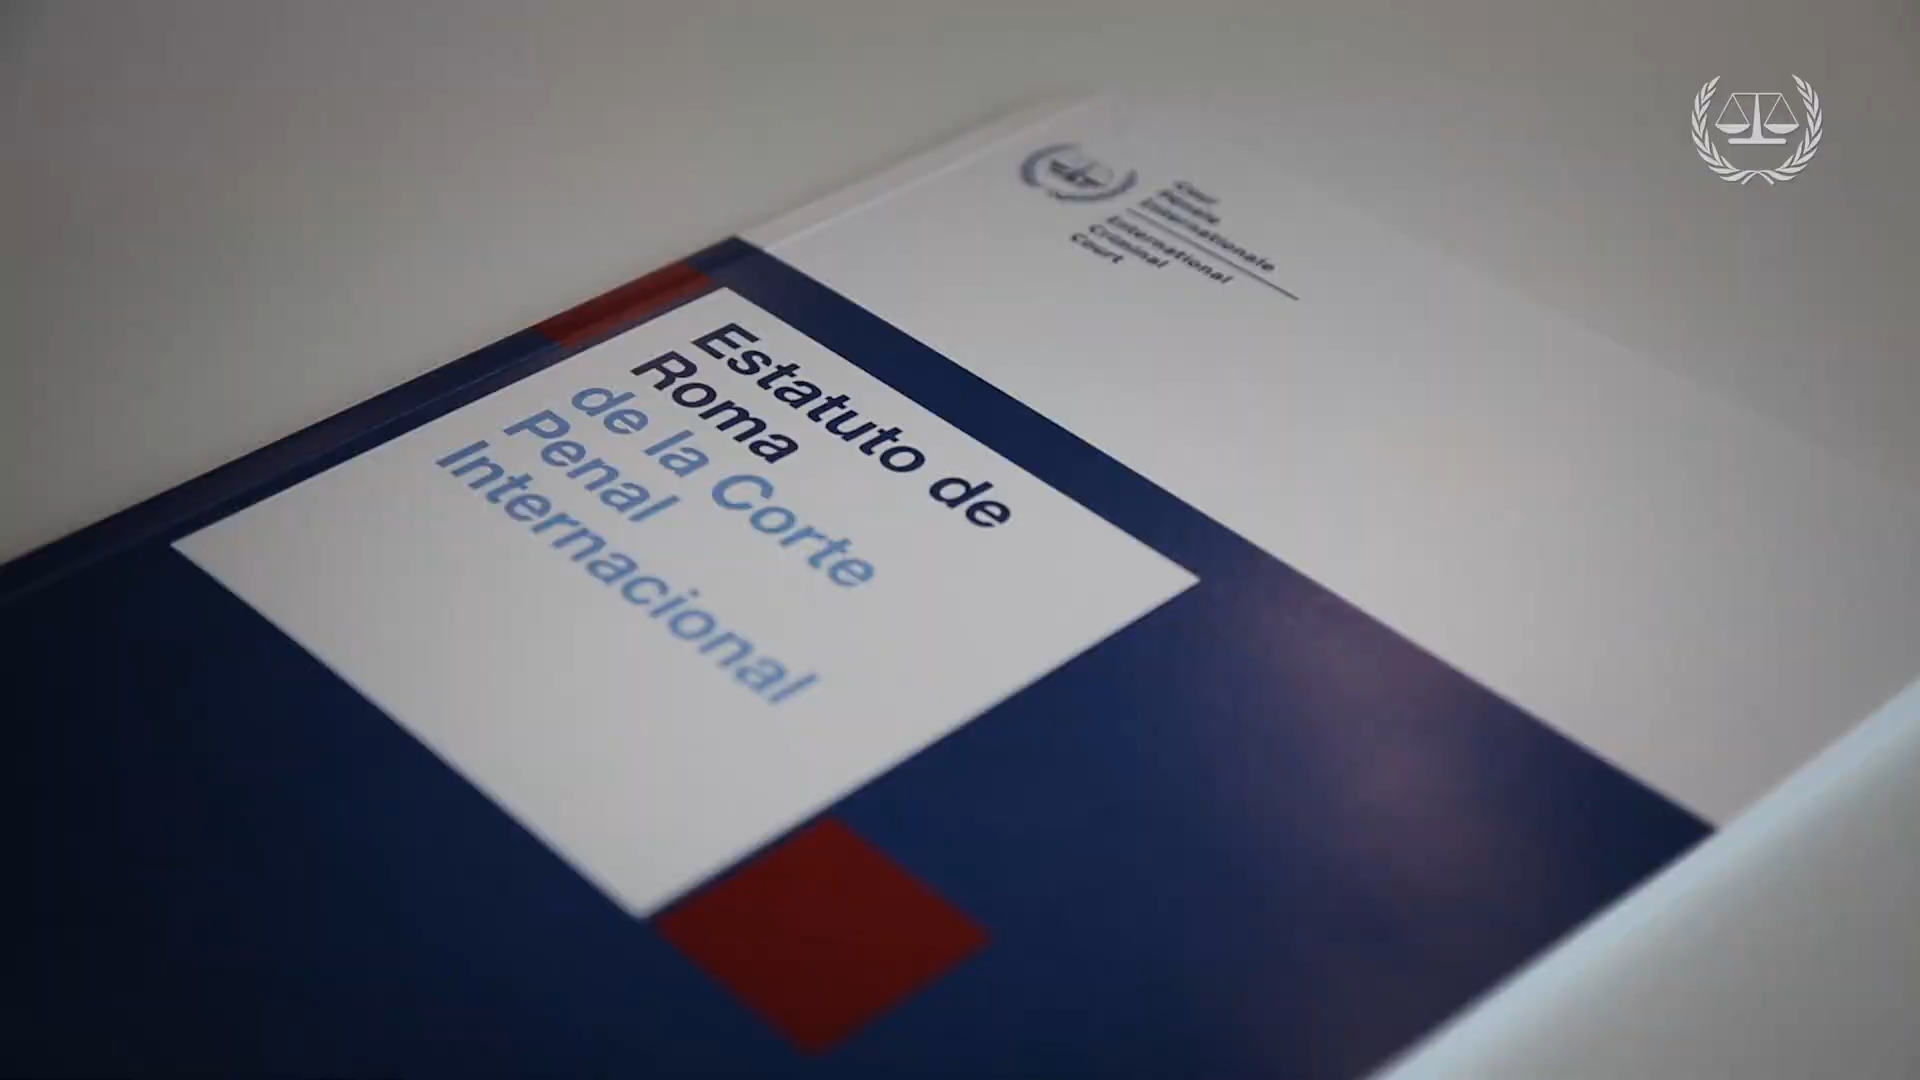 Cour
Pénale
Internationale
International
Criminal
Court
Estatuto de
Roma
de la Corte
Penal
Internacional